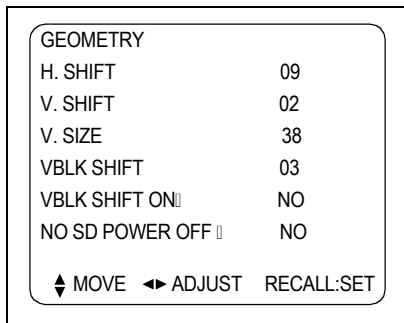 GEOMETRY
H. SHIFT 09
V. SHIFT 02
V. SIZE 38
VBLK SHIFT 03
VBLK SHIFT ON NO
NO SD POWER OFF NO
MOVE ADJUST RECALL:SET